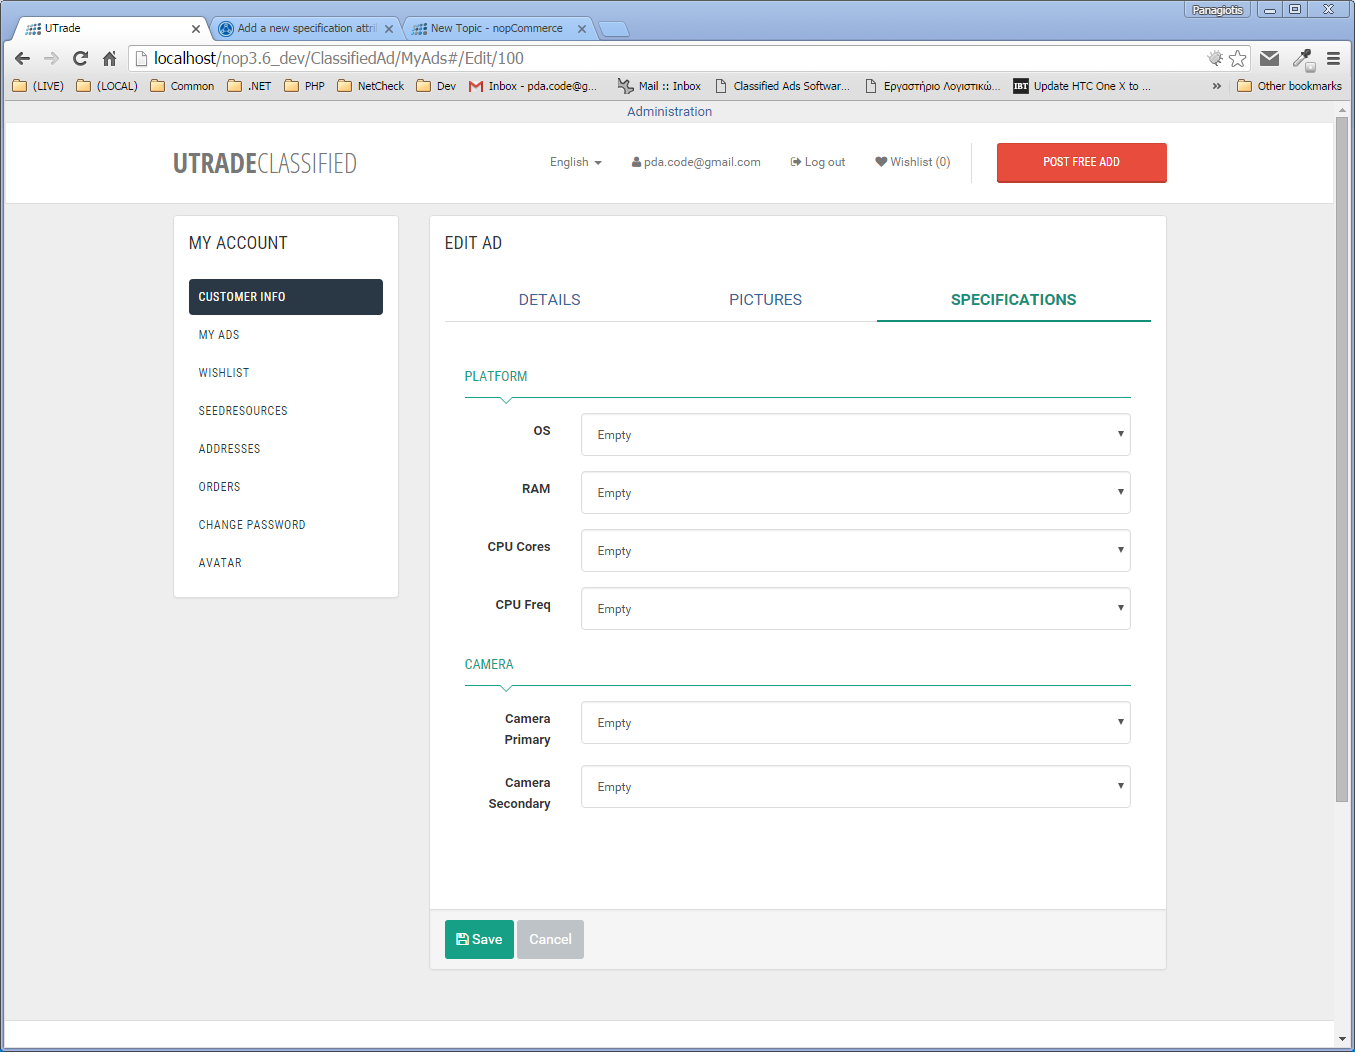 Panagiotis
UTrade
Add a new specification attri
New Topic - nopCommerce
localhost/nop3.6_dev/ClassifiedAd/MyAds#/Edit/100
(LIVE) (LOCAL) Common .NET PHP NetCheck Dev Inbox - pda.code@g... Mail :: Inbox Classified Ads Softwar... Εργαστήριο Λογιστικώ... IBT Update HTC One X to ... » Other bookmarks
Administration
UTRADECLASSIFIED
English pda.code@gmail.com Log out Wishlist (0) POST FREE ADD
MY ACCOUNT
CUSTOMER INFO
MY ADS
WISHLIST
SEEDRESOURCES
ADDRESSES
ORDERS
CHANGE PASSWORD
AVATAR
EDIT AD
DETAILS PICTURES SPECIFICATIONS
PLATFORM
OS Empty
RAM Empty
CPU Cores Empty
CPU Freq Empty
CAMERA
Camera
Primary Empty
Camera
Secondary Empty
Save Cancel